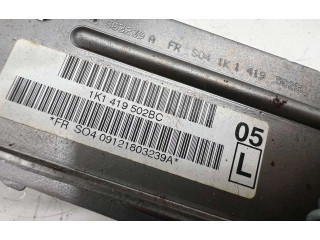 FR SO4 1K1 419
1K1 419 502BC
*FR SO4 09121803239A*
05
L